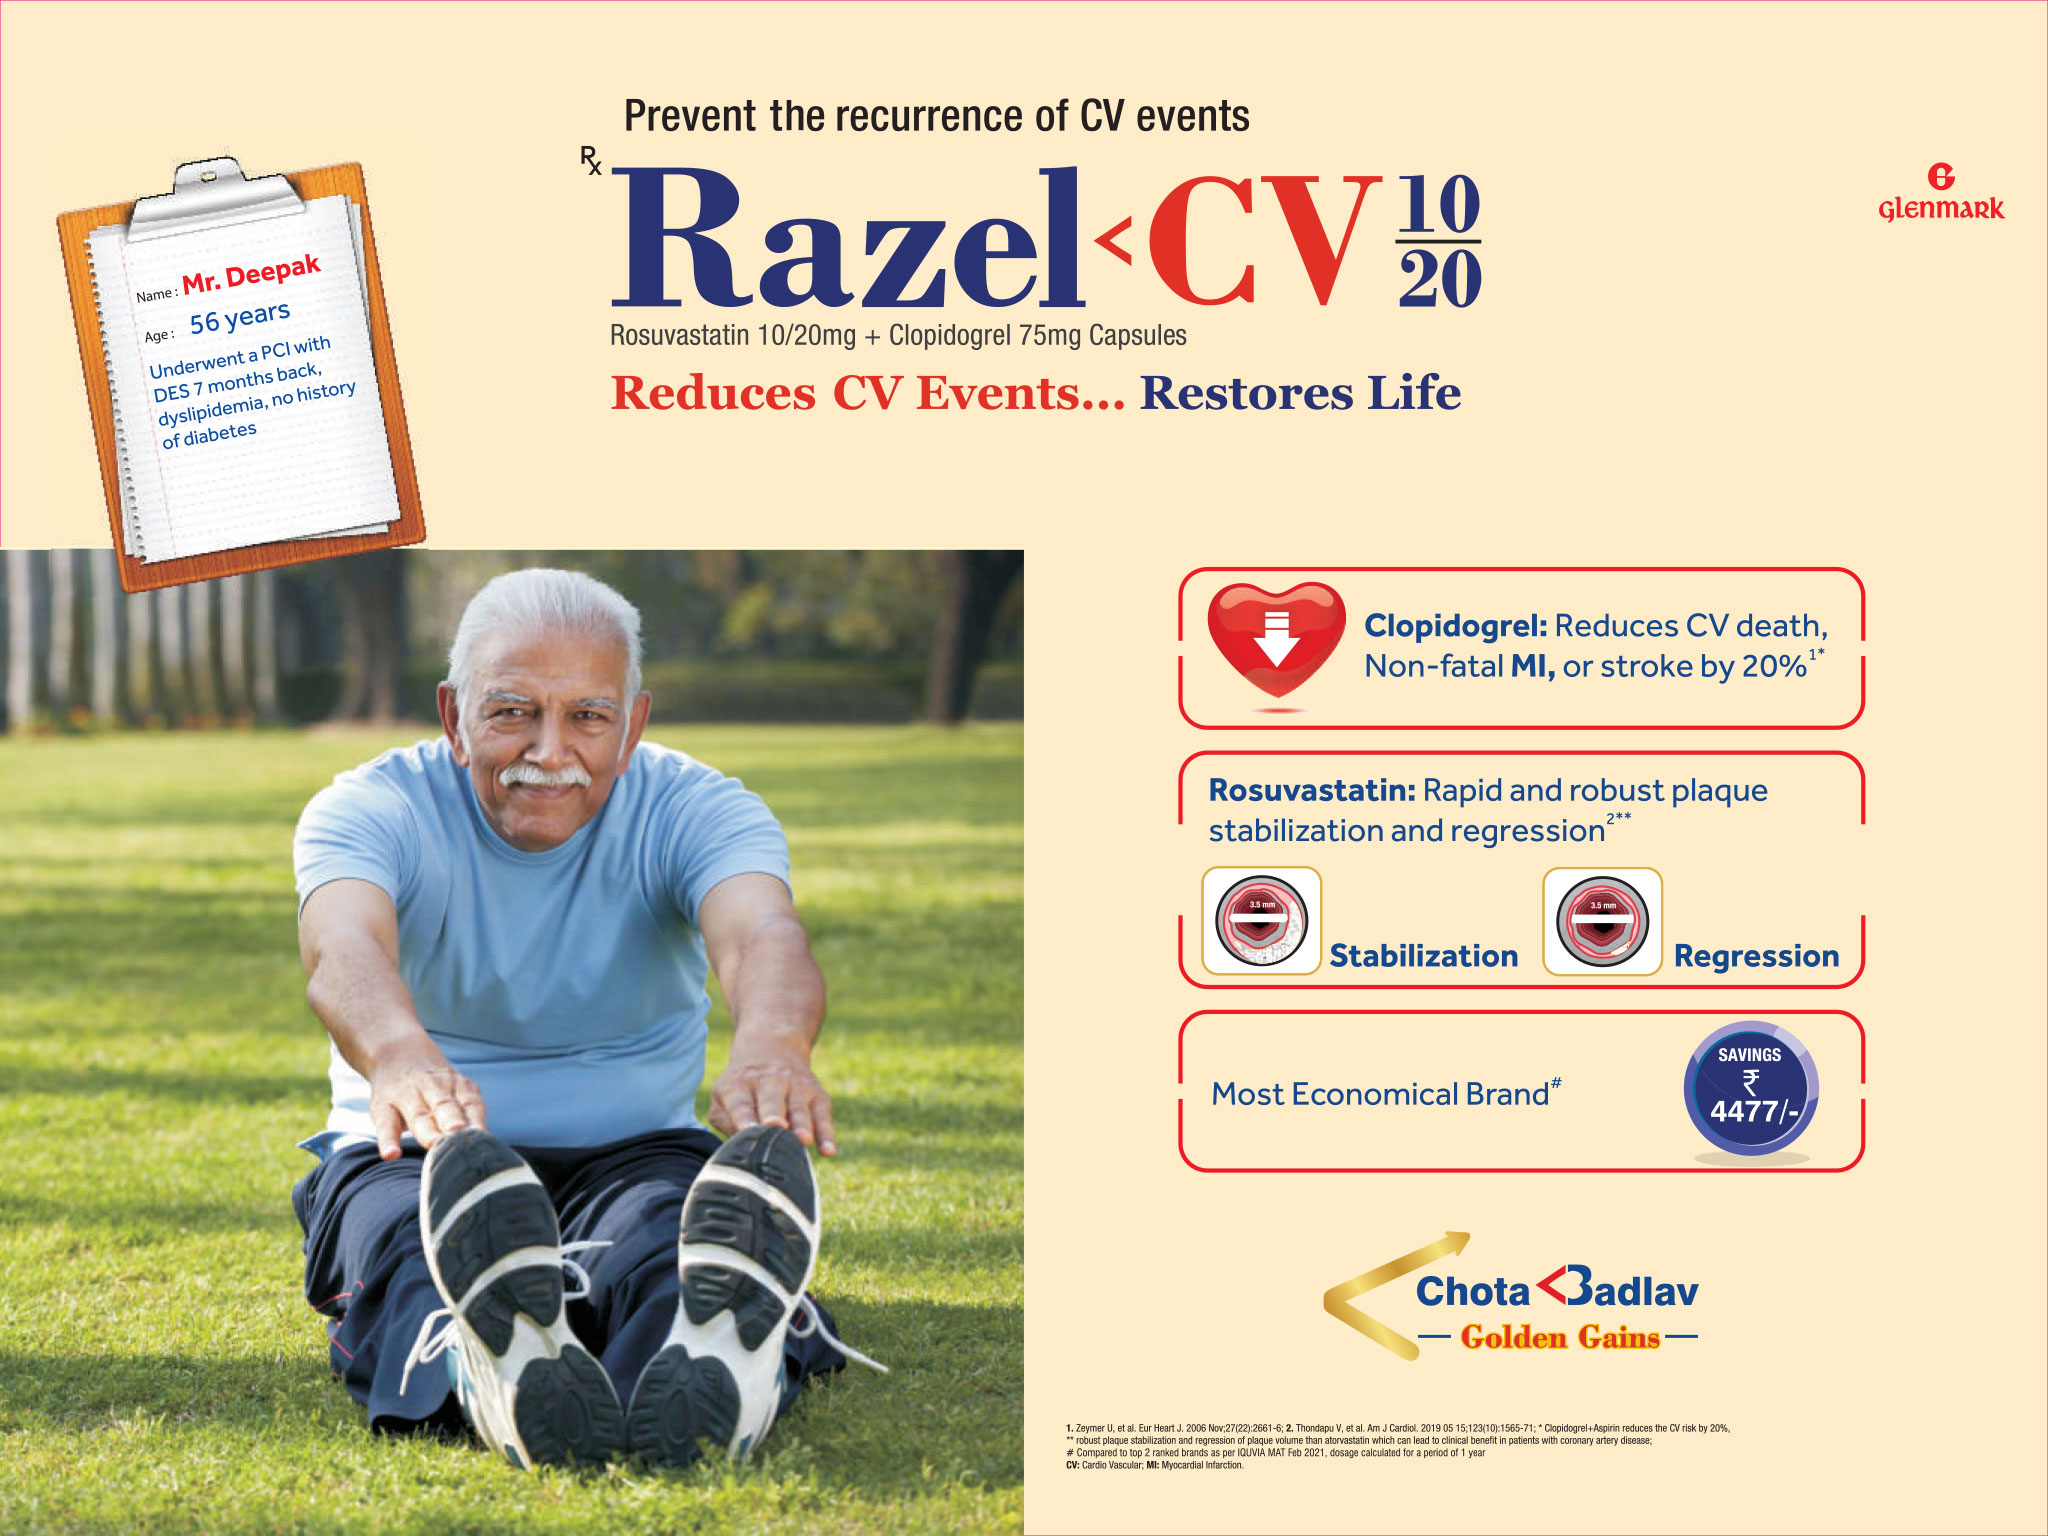 Prevent the recurrence of CV events
Rx
Razel<CV 10/20
Rosuvastatin 10/20mg + Clopidogrel 75mg Capsules
Reduces CV Events... Restores Life
GLENMARK
Name : Mr. Deepak
Age : 56 years
Underwent a PCI with
DES 7 months back,
dyslipidemia, no history
of diabetes
Clopidogrel: Reduces CV death,
Non-fatal MI, or stroke by 20%1*
Rosuvastatin: Rapid and robust plaque
stabilization and regression2**
3.5 mm
Stabilization
3.5 mm
Regression
Most Economical Brand#
SAVINGS
₹
4477/-
Chota <Badlav
Golden Gains
1. Zeymer U, et al. Eur Heart J. 2006 Nov;27(22):2661-6; 2. Thondapu V, et al. Am J Cardiol. 2019 05 15;123(10):1565-71; * Clopidogrel+Aspirin reduces the CV risk by 20%,
** robust plaque stabilization and regression of plaque volume than atorvastatin which can lead to clinical benefit in patients with coronary artery disease;
# Compared to top 2 ranked brands as per IQUVIA MAT Feb 2021, dosage calculated for a period of 1 year
CV: Cardio Vascular; MI: Myocardial Infarction.